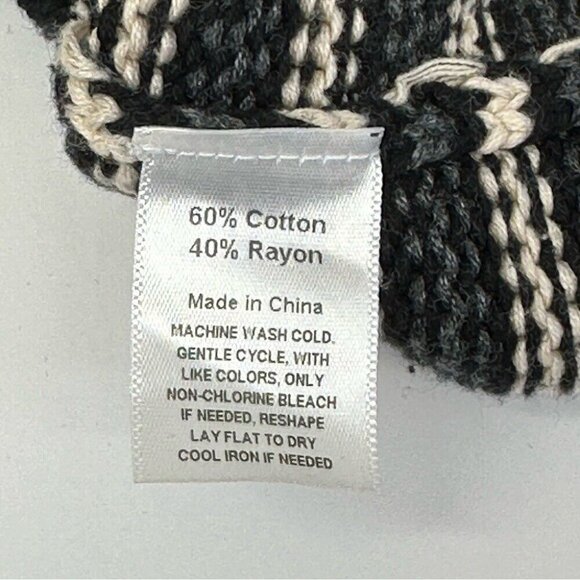 60% Cotton
40% Rayon
Made in China
MACHINE WASH COLD.
GENTLE CYCLE, WITH
LIKE COLORS, ONLY
NON-CHLORINE BLEACH
IF NEEDED, RESHAPE
LAY FLAT TO DRY
COOL IRON IF NEEDED